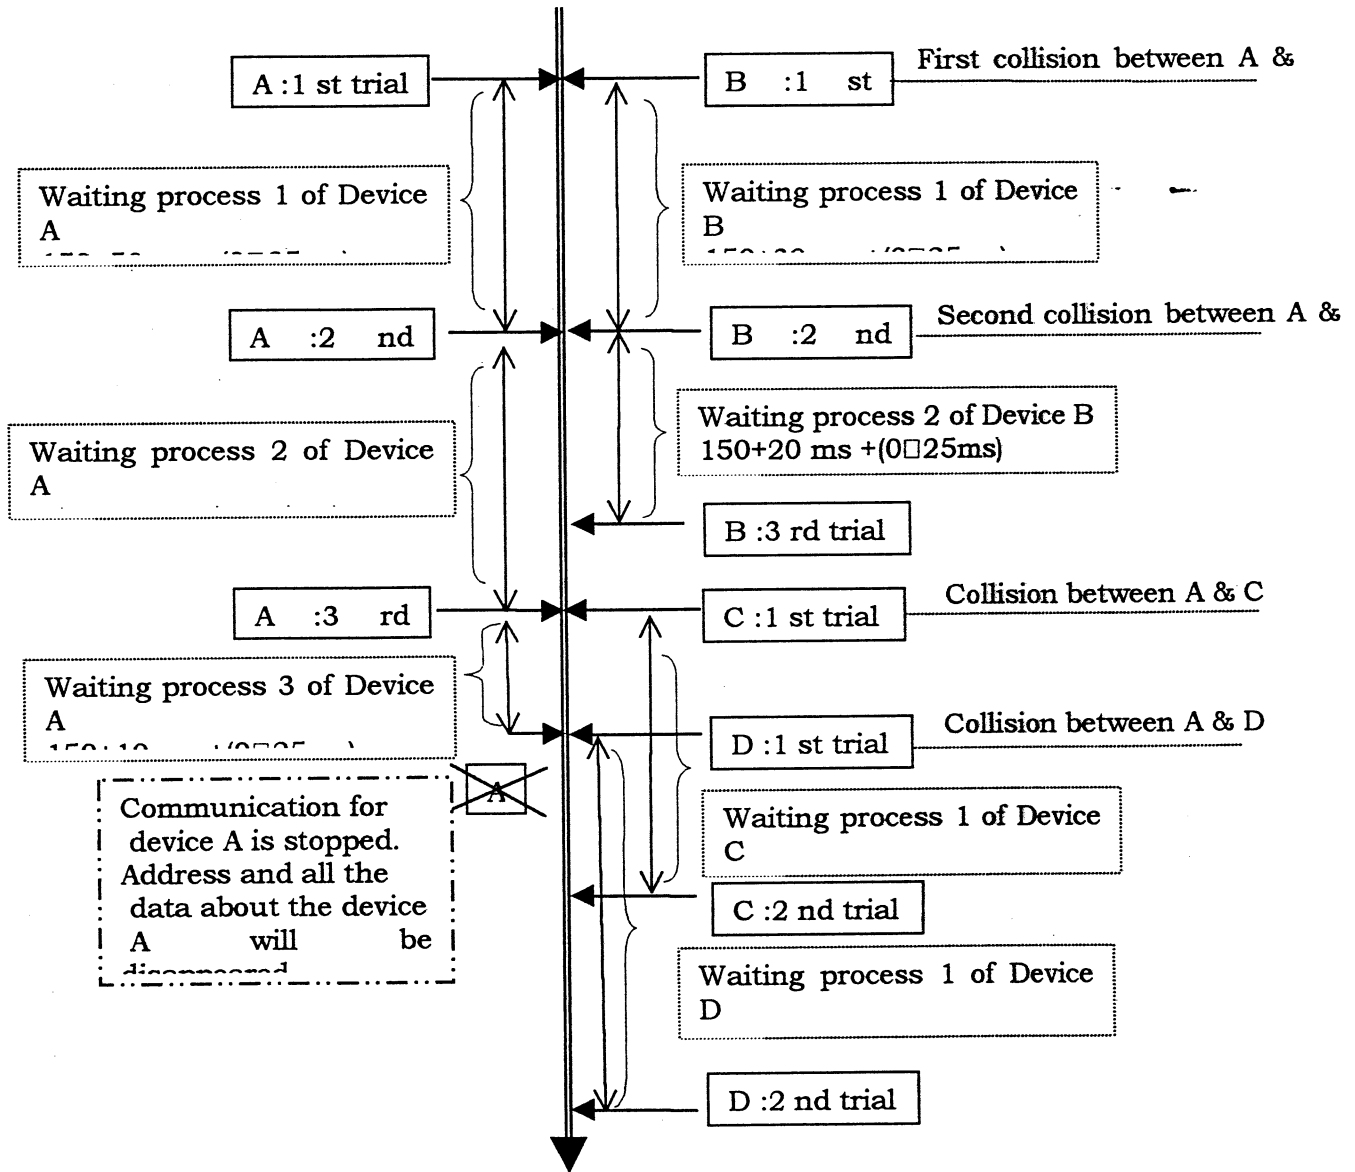 A :1 st trial
B :1 st
First collision between A &
Waiting process 1 of Device
A
Waiting process 1 of Device
B
A :2 nd
B :2 nd
Second collision between A &
Waiting process 2 of Device B
150+20 ms +(0□25ms)
Waiting process 2 of Device
A
B :3 rd trial
A :3 rd
C :1 st trial
Collision between A & C
Waiting process 3 of Device
A
D :1 st trial
Collision between A & D
A
Communication for
device A is stopped.
Address and all the
data about the device
A will be
Waiting process 1 of Device
C
C :2 nd trial
Waiting process 1 of Device
D
D :2 nd trial